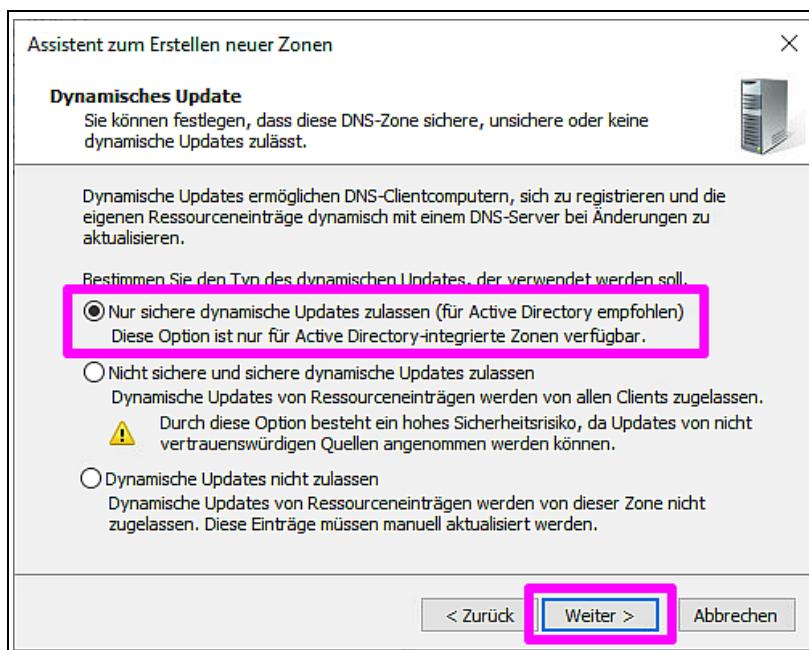 Assistent zum Erstellen neuer Zonen
Dynamisches Update
Sie können festlegen, dass diese DNS-Zone sichere, unsichere oder keine
dynamische Updates zulässt.
Dynamische Updates ermöglichen DNS-Clientcomputern, sich zu registrieren und die
eigenen Ressourceneinträge dynamisch mit einem DNS-Server bei Änderungen zu
aktualisieren.
Bestimmen Sie den Typ des dynamischen Updates, der verwendet werden soll.
Nur sichere dynamische Updates zulassen (für Active Directory empfohlen)
Diese Option ist nur für Active Directory-integrierte Zonen verfügbar.
Nicht sichere und sichere dynamische Updates zulassen
Dynamische Updates von Ressourceneinträgen werden von allen Clients zugelassen.
Durch diese Option besteht ein hohes Sicherheitsrisiko, da Updates von nicht
vertrauenswürdigen Quellen angenommen werden können.
Dynamische Updates nicht zulassen
Dynamische Updates von Ressourceneinträgen werden von dieser Zone nicht
zugelassen. Diese Einträge müssen manuell aktualisiert werden.
< Zurück Weiter > Abbrechen